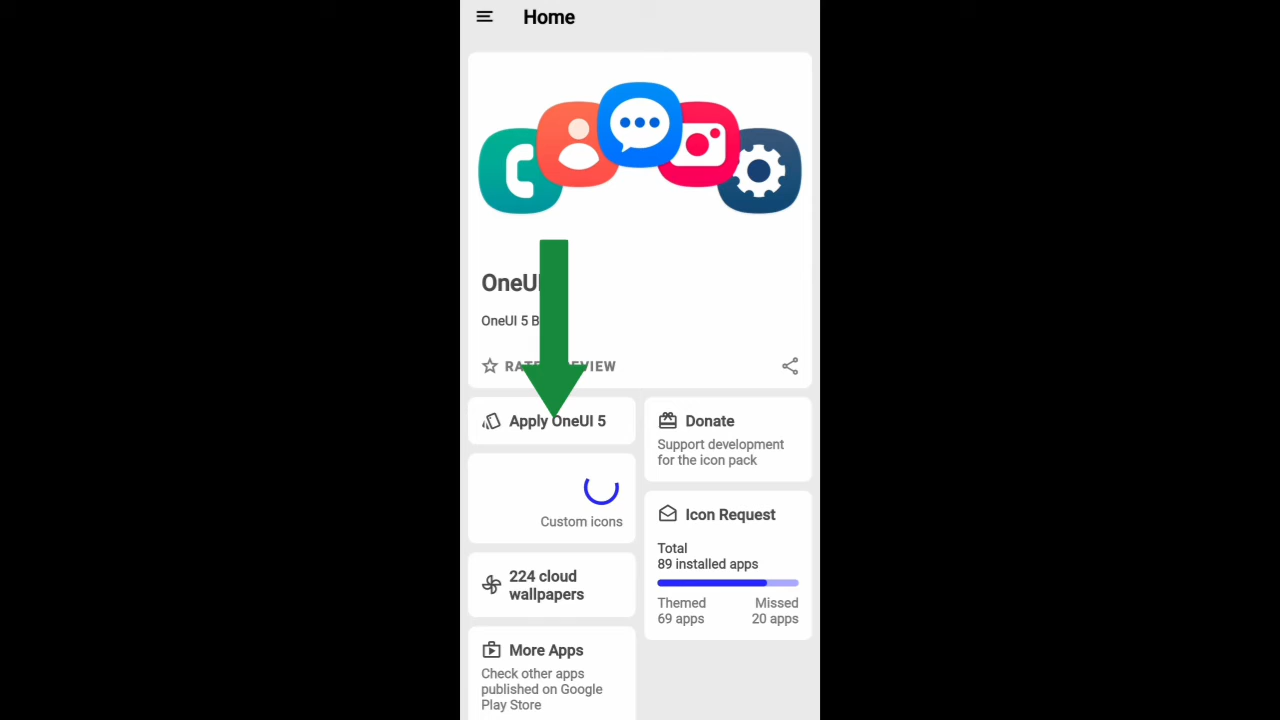 Home
OneUI
OneUI 5 B
RATE REVIEW
Apply OneUI 5
Custom icons
224 cloud
wallpapers
More Apps
Check other apps
published on Google
Play Store
Donate
Support development
for the icon pack
Icon Request
Total
89 installed apps
Themed
Missed
69 apps
20 apps